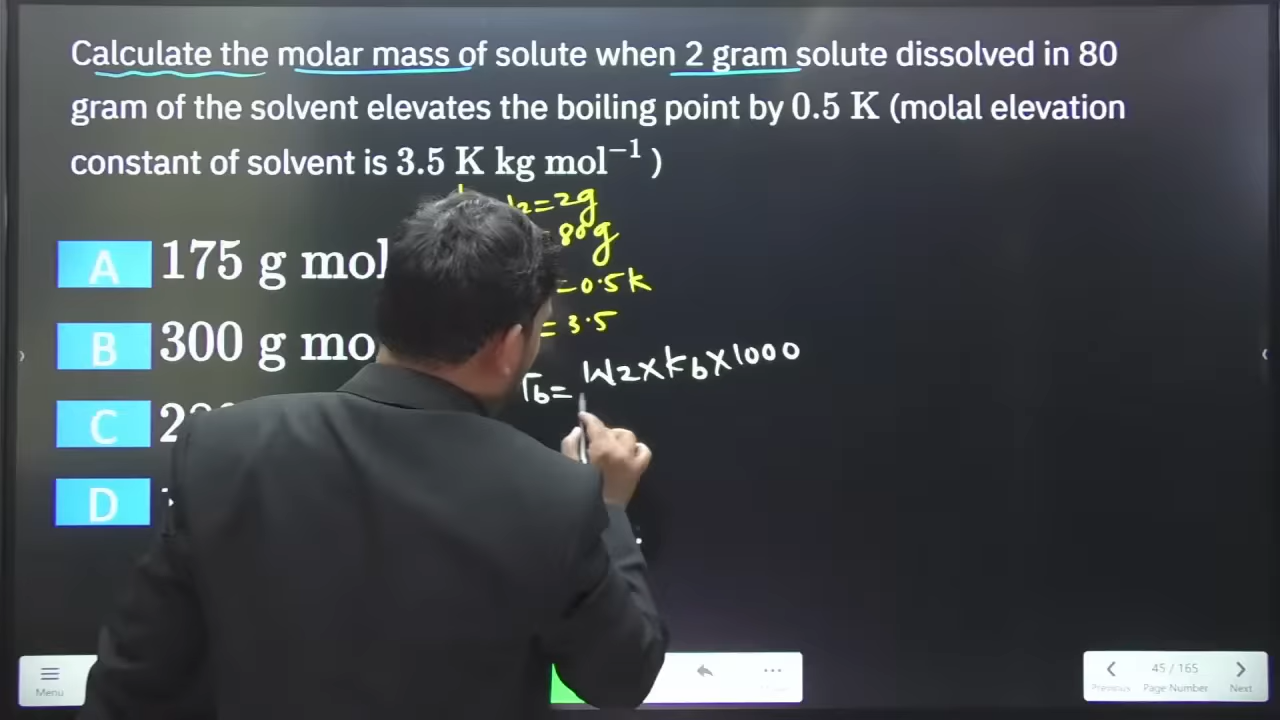 Calculate the molar mass of solute when 2 gram solute dissolved in 80
gram of the solvent elevates the boiling point by 0.5 K (molal elevation
constant of solvent is 3.5 K kg mol⁻¹ )
=2g
A 175 g mol
80g
=0.5k
= 3.5
B 300 g mo
b= W2×Kb×1000
C 2
D
Menu
45 / 165
Previous Page Number Next